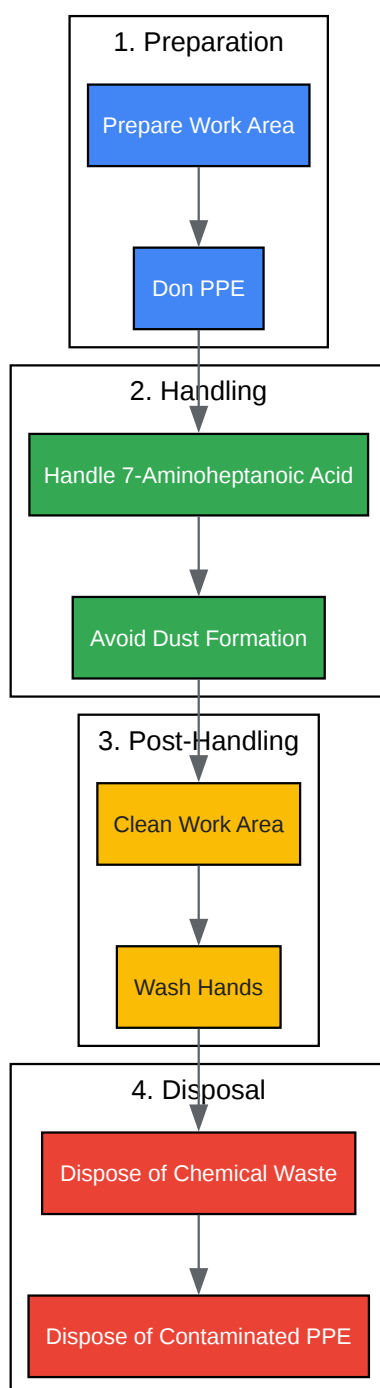 1. Preparation
Prepare Work Area
Don PPE
2. Handling
Handle 7-Aminoheptanoic Acid
Avoid Dust Formation
3. Post-Handling
Clean Work Area
Wash Hands
4. Disposal
Dispose of Chemical Waste
Dispose of Contaminated PPE